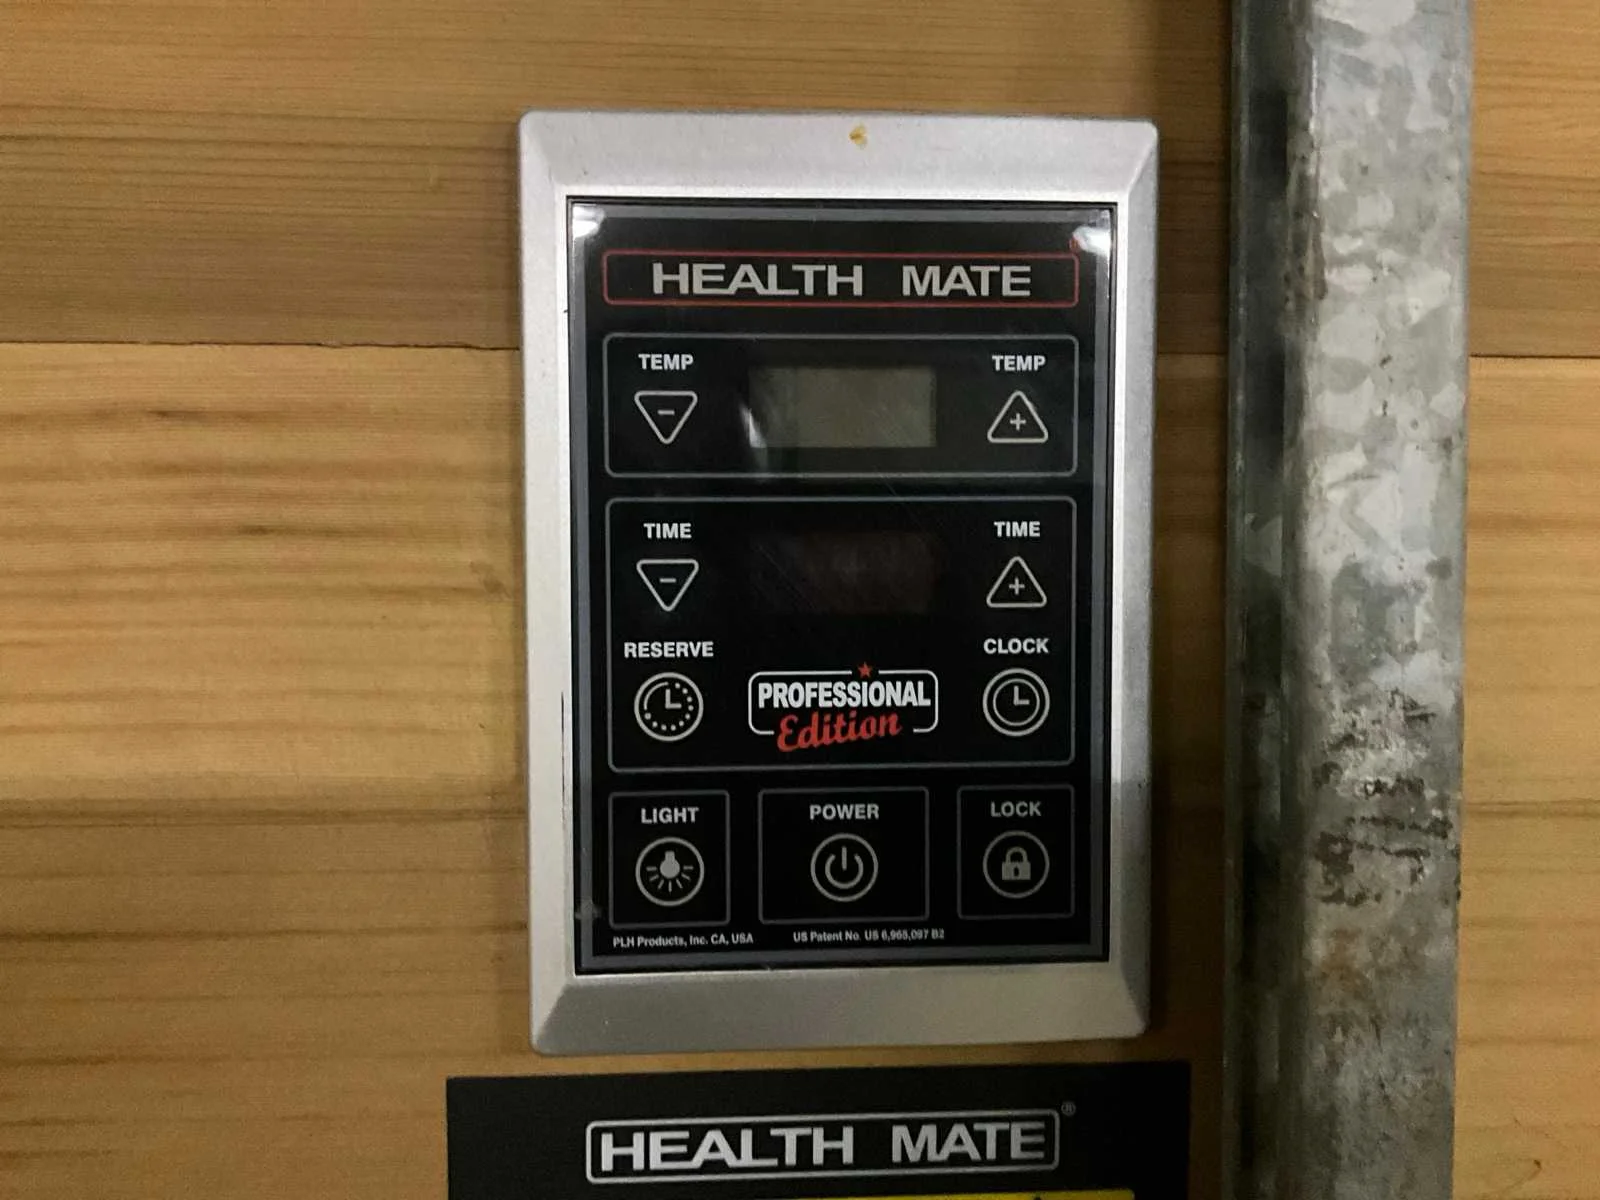 HEALTH MATE
TEMP TEMP
- +
TIME TIME
- +
RESERVE CLOCK
PROFESSIONAL
Edition
LIGHT POWER LOCK
PLH Products, Inc. CA, USA US Patent No. US 6,965,097 B2
HEALTH MATE®